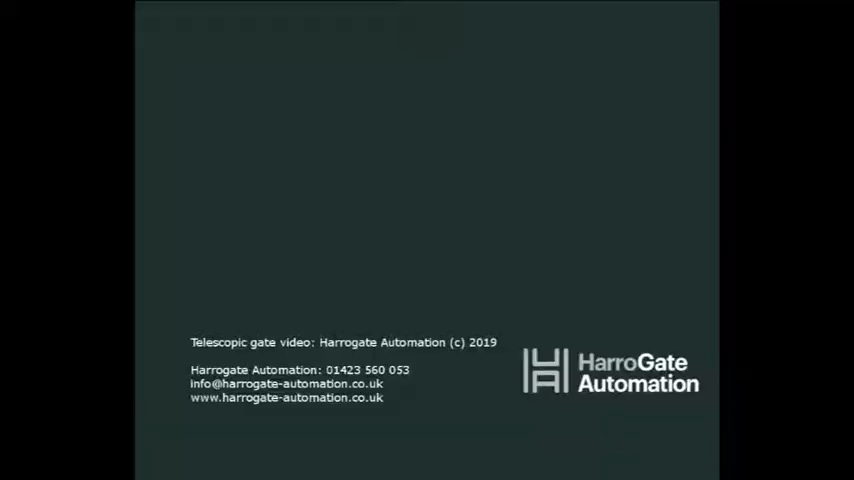 Telescopic gate video: Harrogate Automation (c) 2019
Harrogate Automation: 01423 560 053
info@harrogate-automation.co.uk
www.harrogate-automation.co.uk
HarroGate
Automation